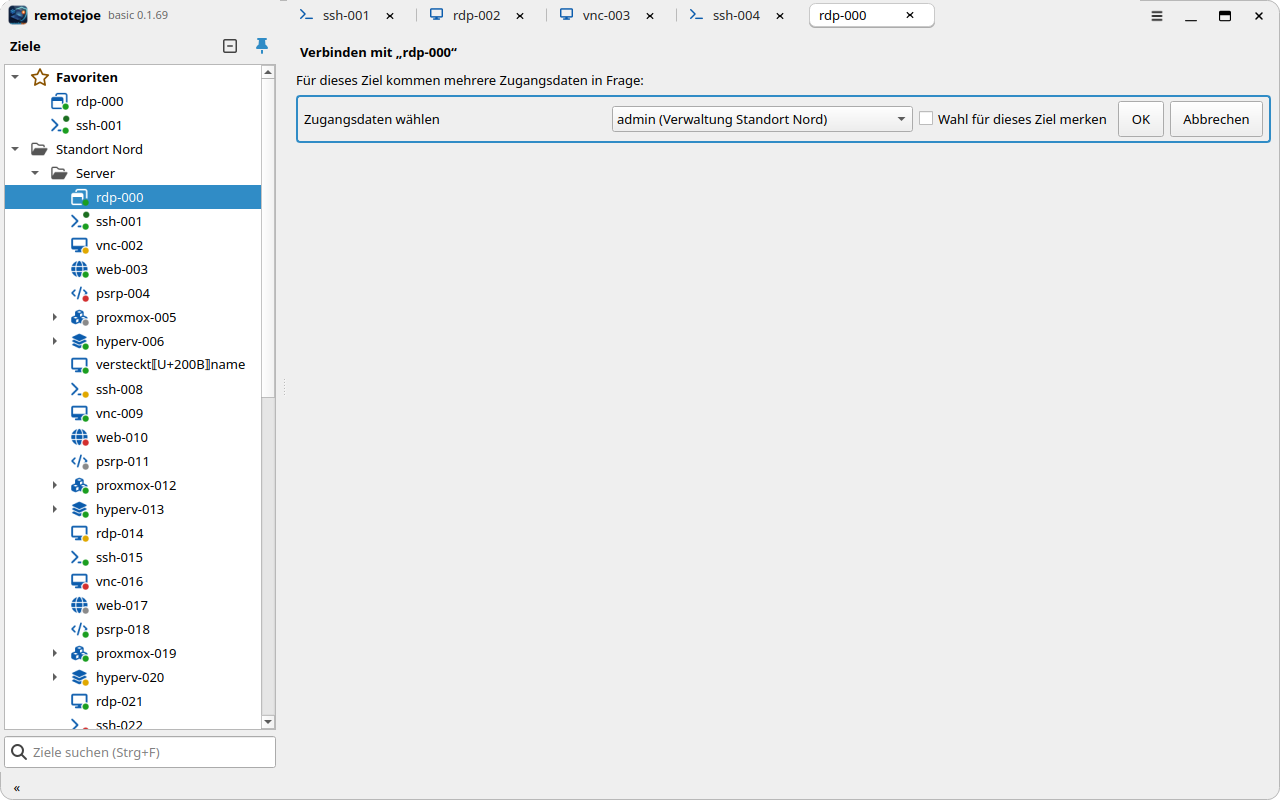 remotejoe basic 0.1.69
ssh-001
rdp-002
vnc-003
ssh-004
rdp-000
Ziele
Favoriten
rdp-000
ssh-001
Standort Nord
Server
rdp-000
ssh-001
vnc-002
web-003
psrp-004
proxmox-005
hyperv-006
versteckt⟦U+200B⟧name
ssh-008
vnc-009
web-010
psrp-011
proxmox-012
hyperv-013
rdp-014
ssh-015
vnc-016
web-017
psrp-018
proxmox-019
hyperv-020
rdp-021
ssh-022
Ziele suchen (Strg+F)
«
Verbinden mit „rdp-000“
Für dieses Ziel kommen mehrere Zugangsdaten in Frage:
Zugangsdaten wählen admin (Verwaltung Standort Nord) Wahl für dieses Ziel merken OK Abbrechen